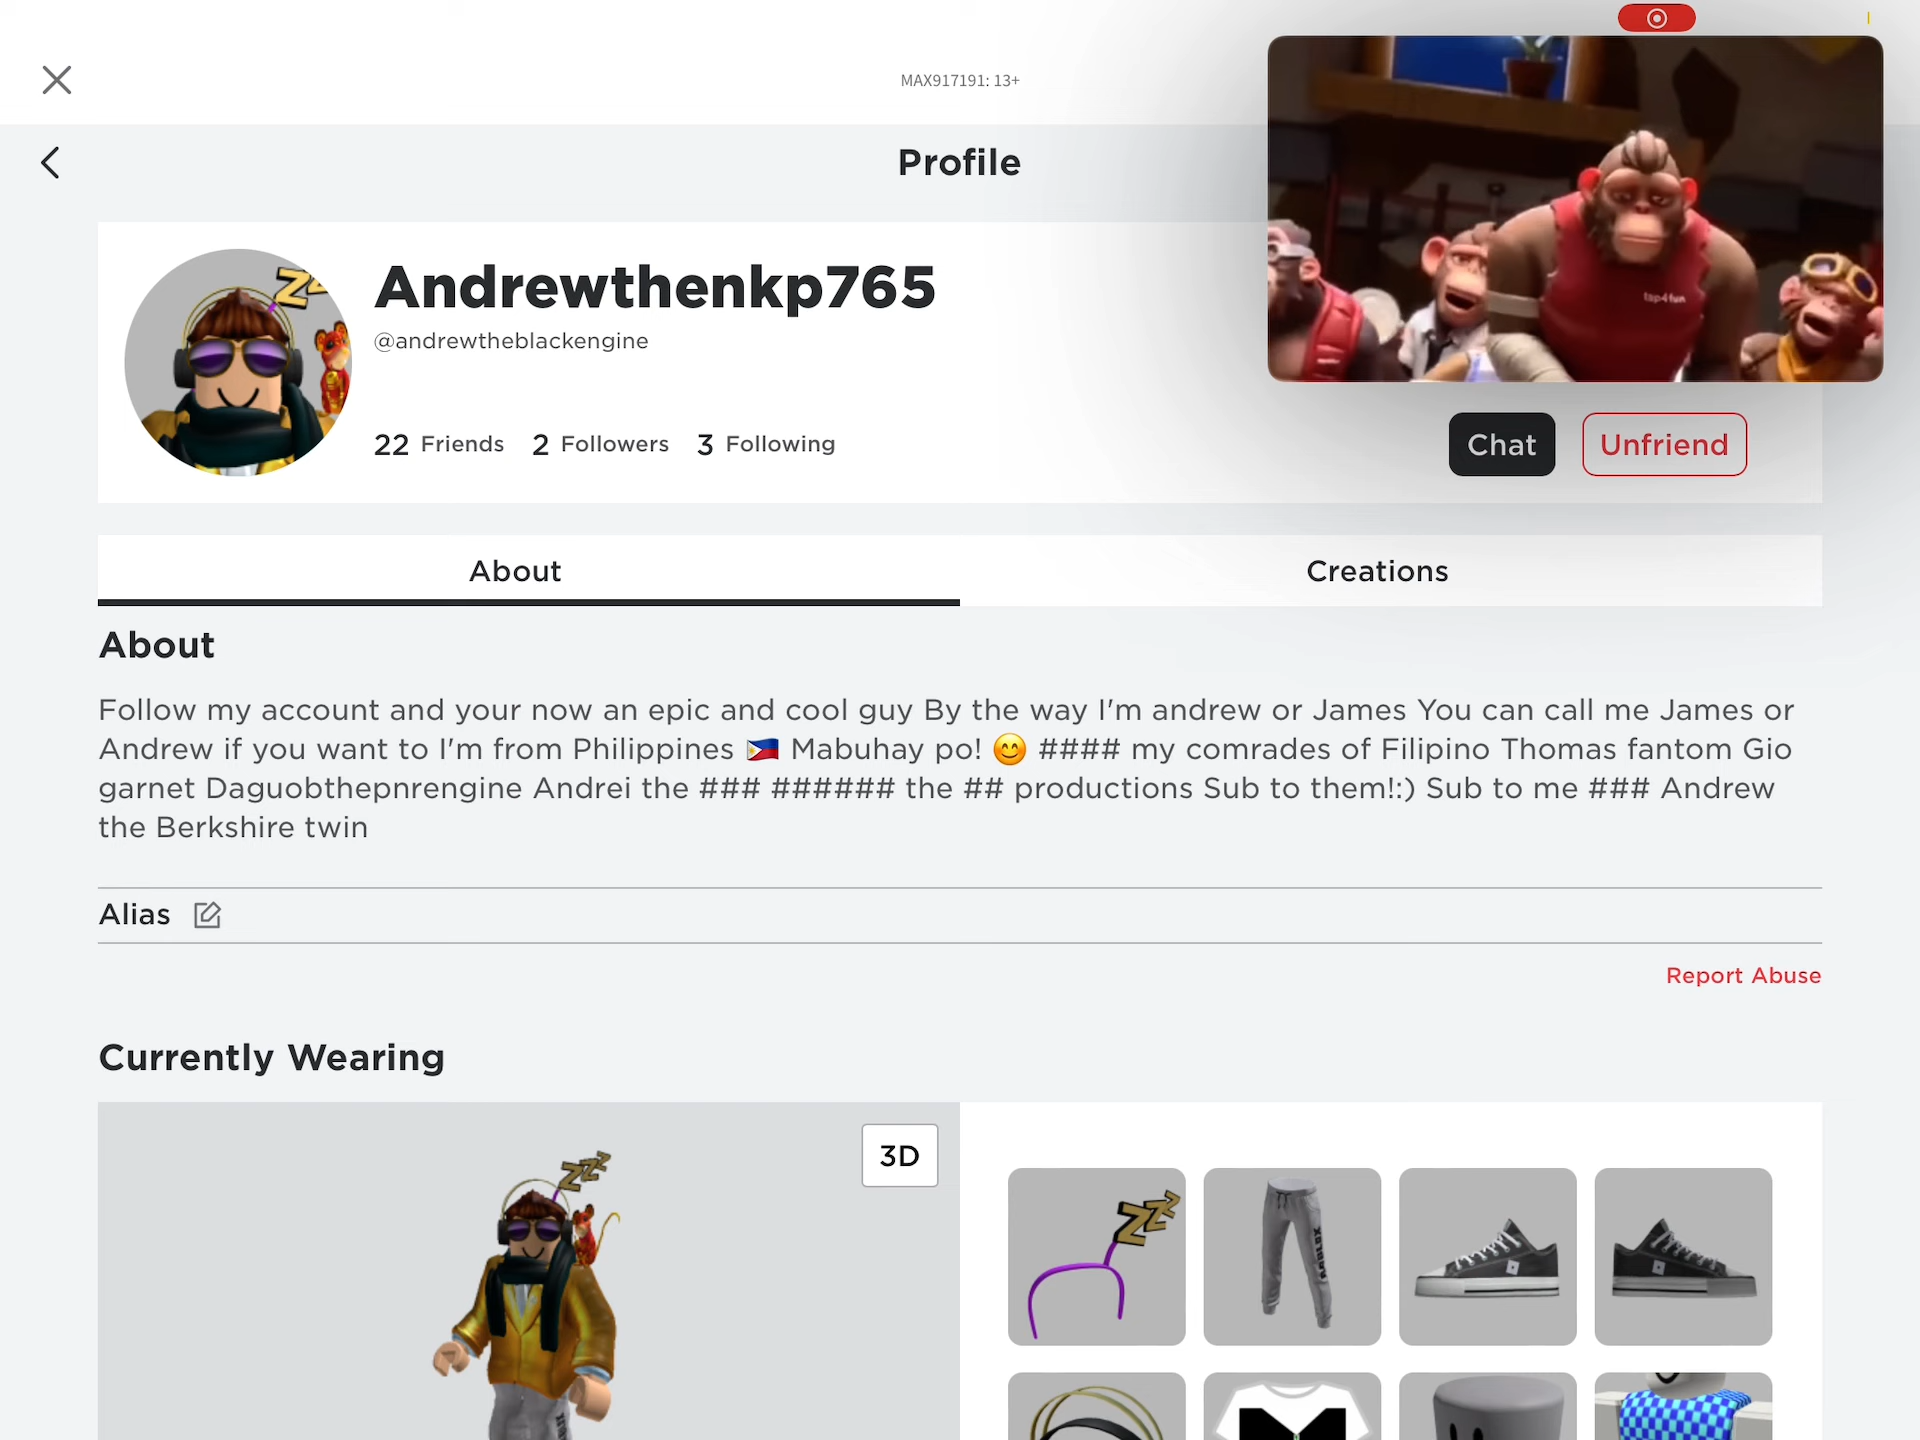 MAX917191: 13+
Profile
tap4fun
Andrewthenkp765
@andrewtheblackengine
22 Friends 2 Followers 3 Following
Chat Unfriend
About Creations
About
Follow my account and your now an epic and cool guy By the way I'm andrew or James You can call me James or
Andrew if you want to I'm from Philippines 🇵🇭 Mabuhay po! 😊 #### my comrades of Filipino Thomas fantom Gio
garnet Daguobthepnrengine Andrei the ### ###### the ## productions Sub to them!:) Sub to me ### Andrew
the Berkshire twin
Alias
Report Abuse
Currently Wearing
3D
ZZZ
ROBLOX